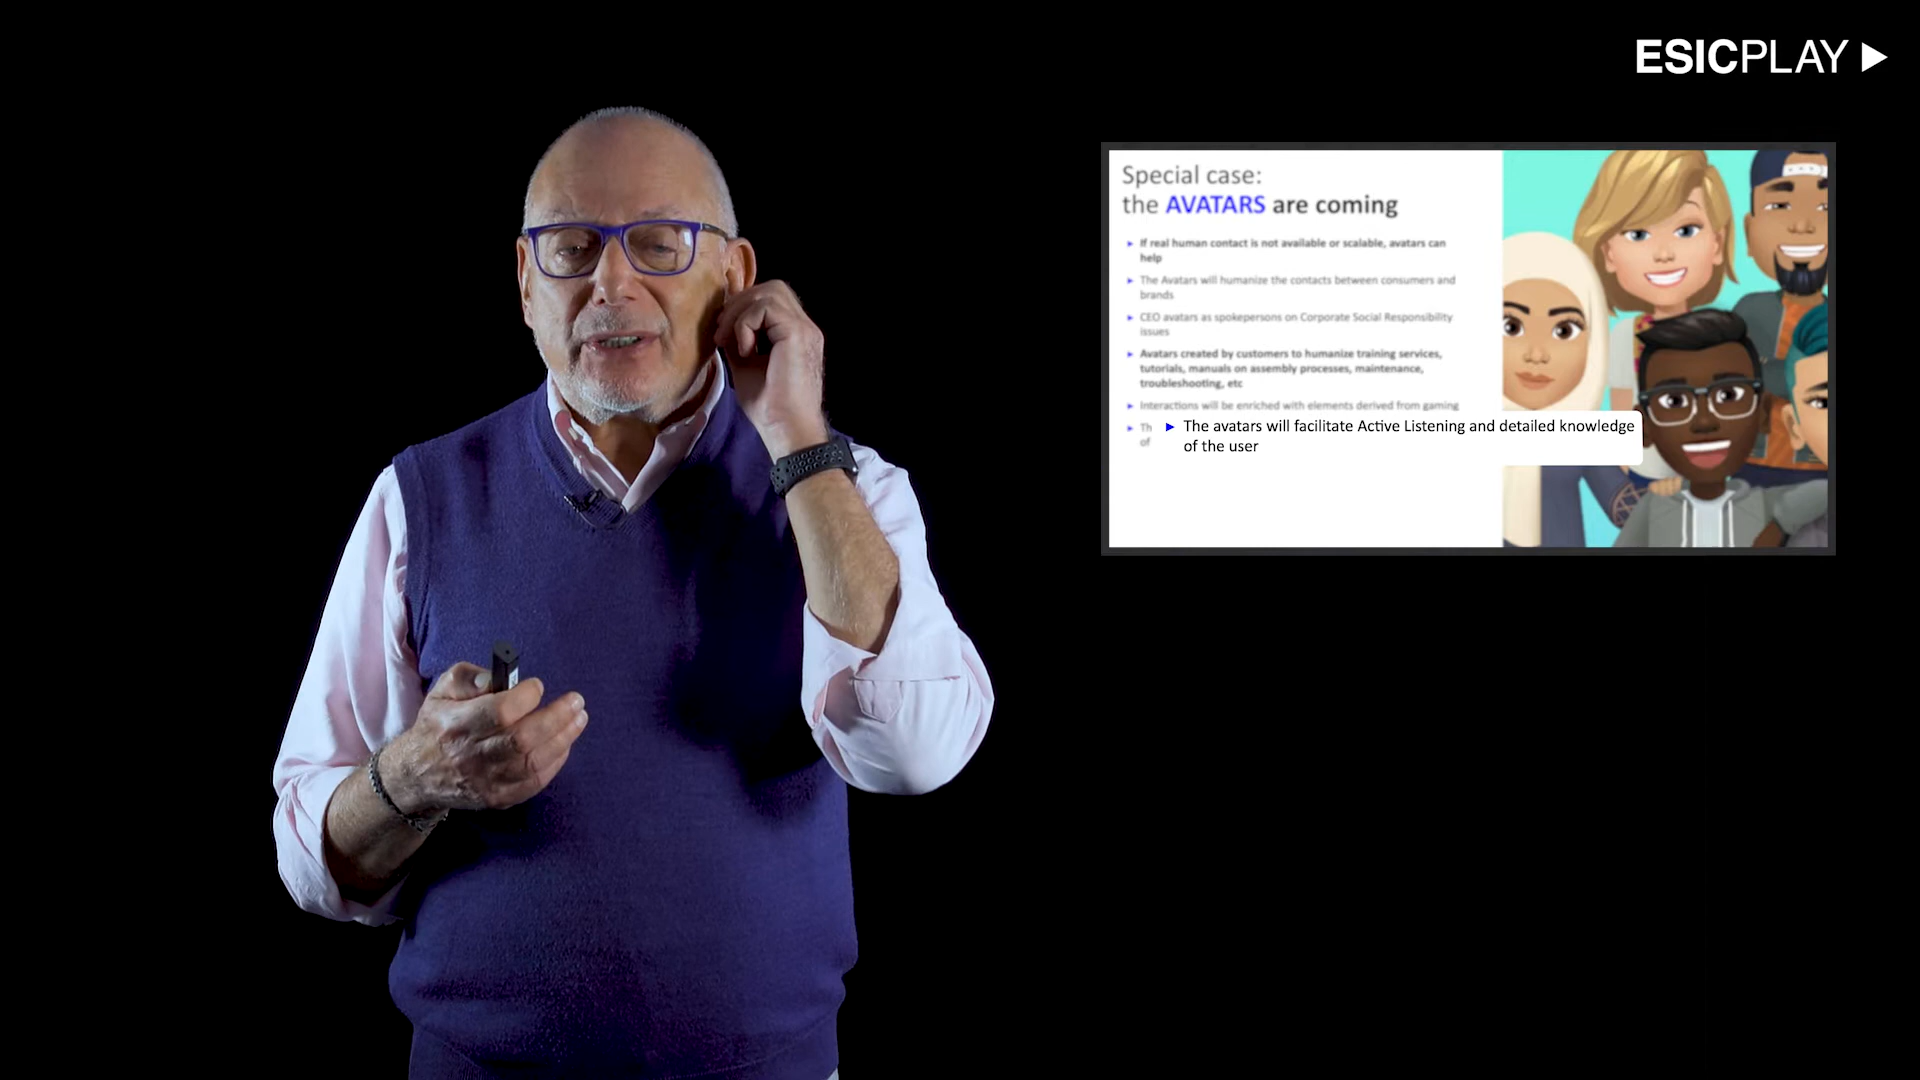 ESICPLAY
Special case:
the AVATARS are coming
If real human contact is not available or scalable, avatars can
help
The Avatars will humanize the contacts between consumers and
brands
CEO avatars as spokepersons on Corporate Social Responsibility
issues
Avatars created by customers to humanize training services,
tutorials, manuals on assembly processes, maintenance,
troubleshooting, etc
Interactions will be enriched with elements derived from gaming
Th
of
The avatars will facilitate Active Listening and detailed knowledge
of the user